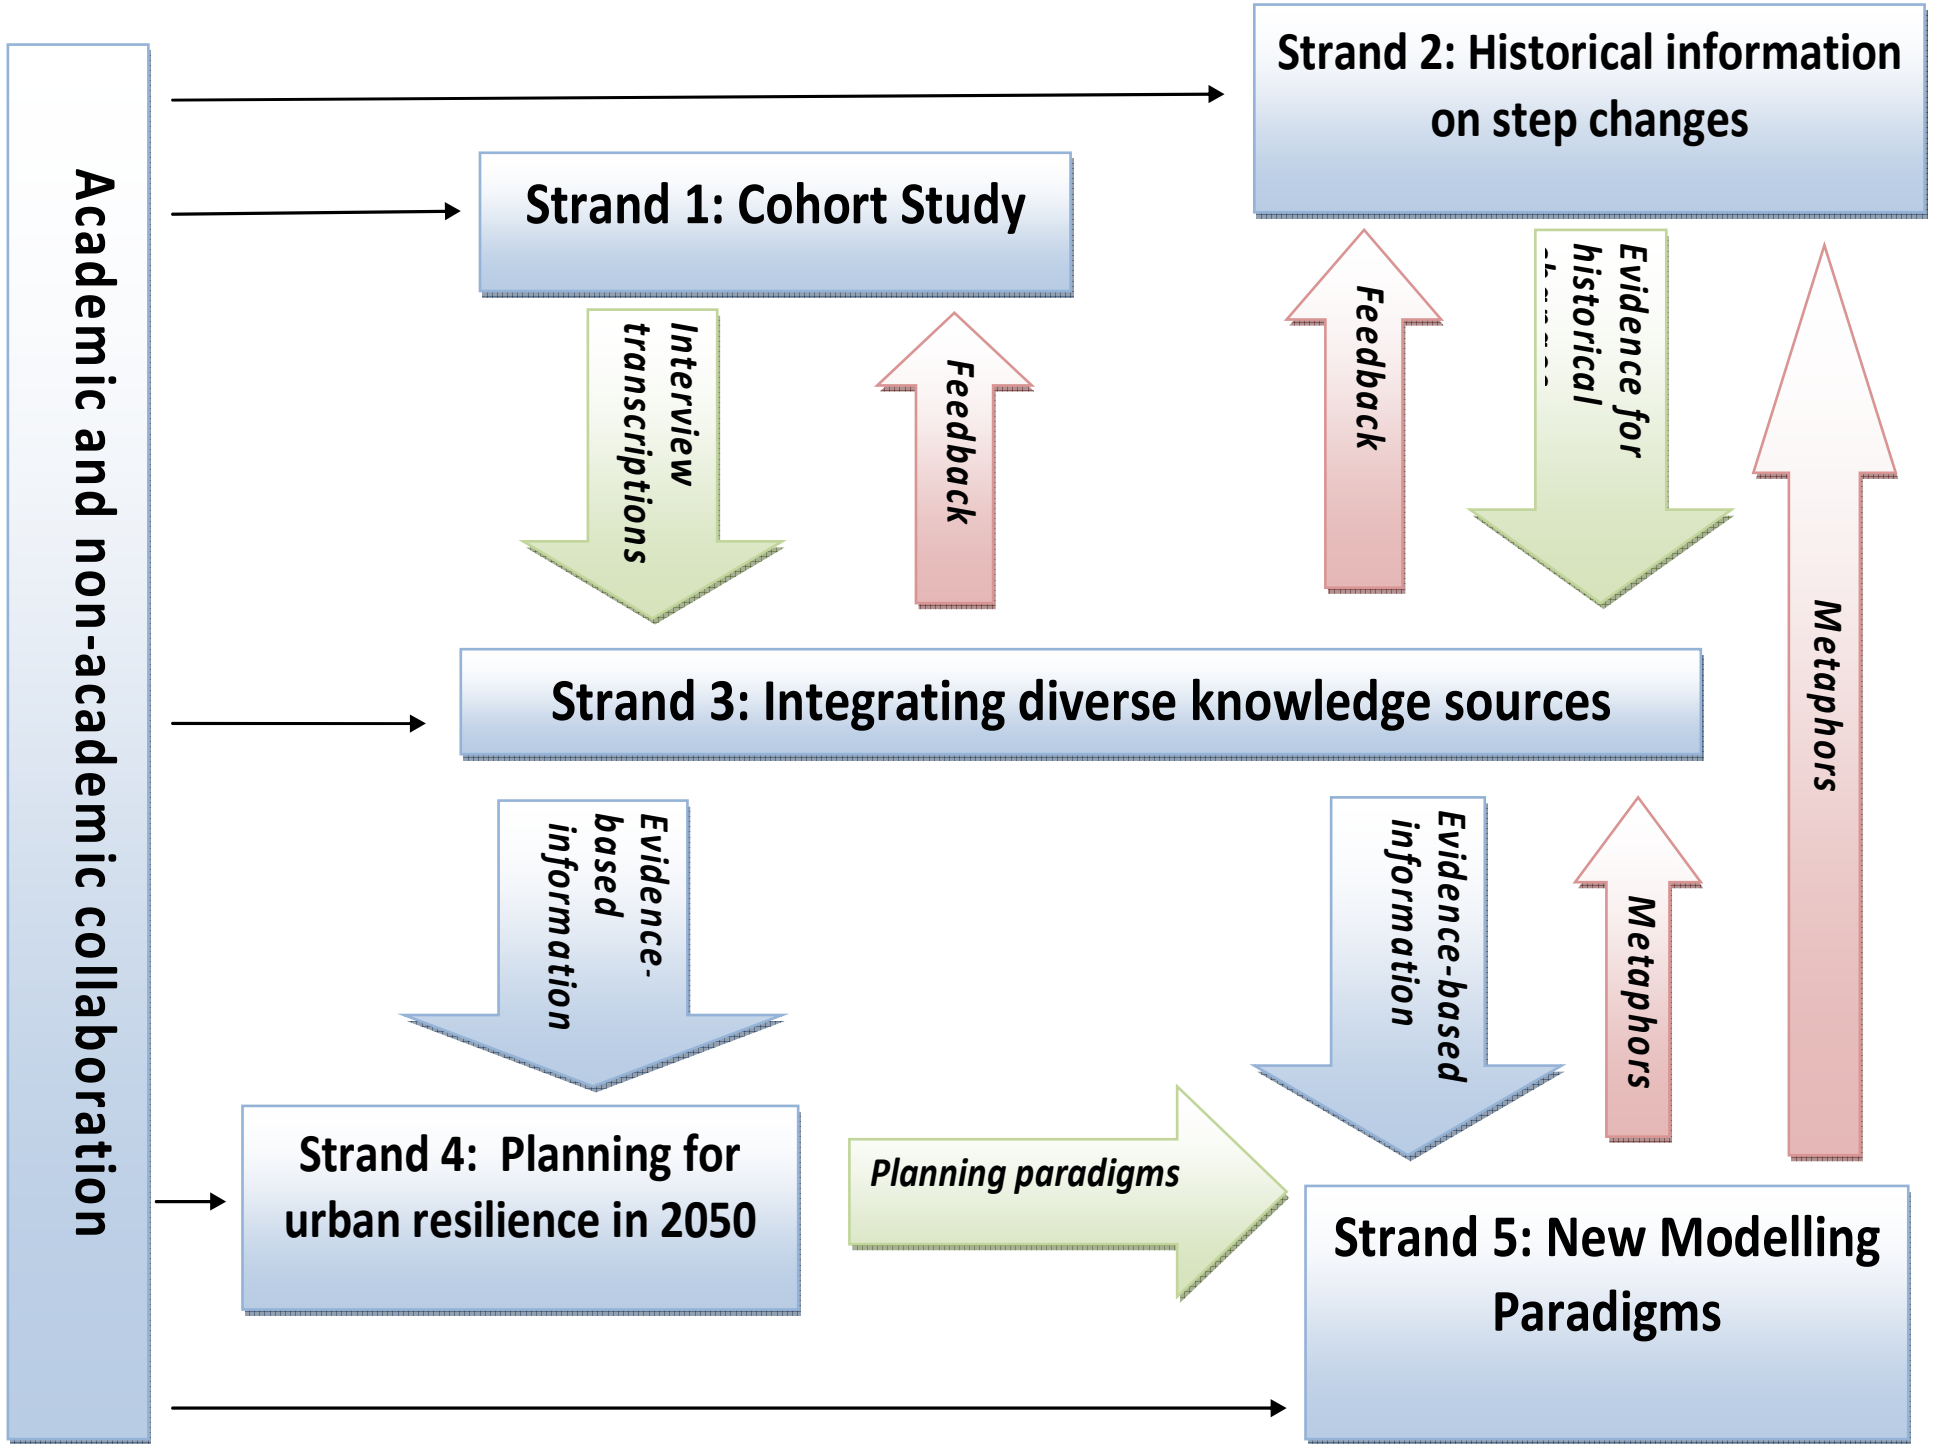 Academic and non-academic collaboration
Strand 2: Historical information
on step changes
Strand 1: Cohort Study
Interview
transcriptions
Feedback
Feedback
Evidence for
historical
Metaphors
Strand 3: Integrating diverse knowledge sources
Evidence-
based
information
Evidence-based
information
Metaphors
Strand 4: Planning for
urban resilience in 2050
Planning paradigms
Strand 5: New Modelling
Paradigms